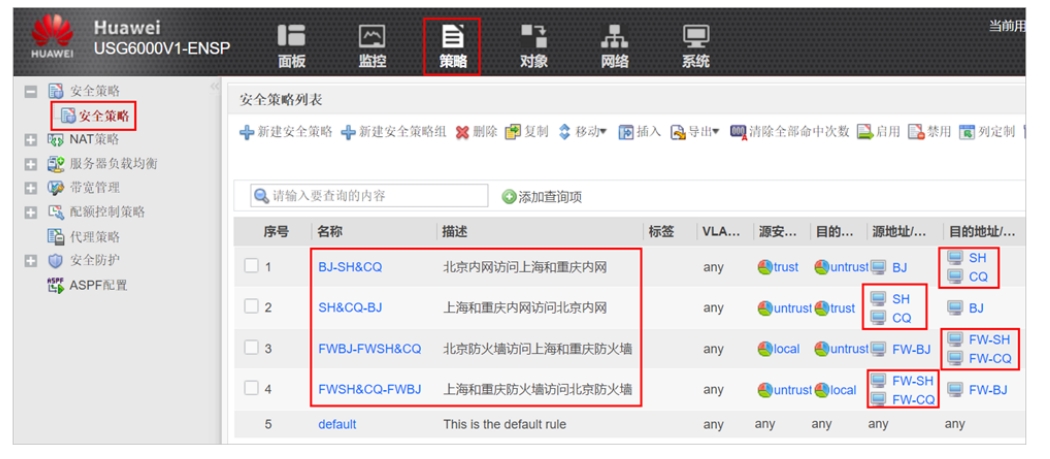 HUAWEI
Huawei
USG6000V1-ENSP
面板
监控
策略
对象
网络
系统
当前用
安全策略
安全策略
NAT策略
服务器负载均衡
带宽管理
配额控制策略
代理策略
安全防护
ASPF ASPF配置
安全策略列表
新建安全策略 新建安全策略组 删除 复制 移动 插入 导出 清除全部命中次数 启用 禁用 列定制
请输入要查询的内容 添加查询项
序号 名称 描述 标签 VLA... 源安... 目的... 源地址/... 目的地址/...
1 BJ-SH&CQ 北京内网访问上海和重庆内网 any trust untrust BJ SH
CQ
2 SH&CQ-BJ 上海和重庆内网访问北京内网 any untrust trust SH BJ
CQ
3 FWBJ-FWSH&CQ 北京防火墙访问上海和重庆防火墙 any local untrust FW-BJ FW-SH
FW-CQ
4 FWSH&CQ-FWBJ 上海和重庆防火墙访问北京防火墙 any untrust local FW-SH FW-BJ
FW-CQ
5 default This is the default rule any any any any any